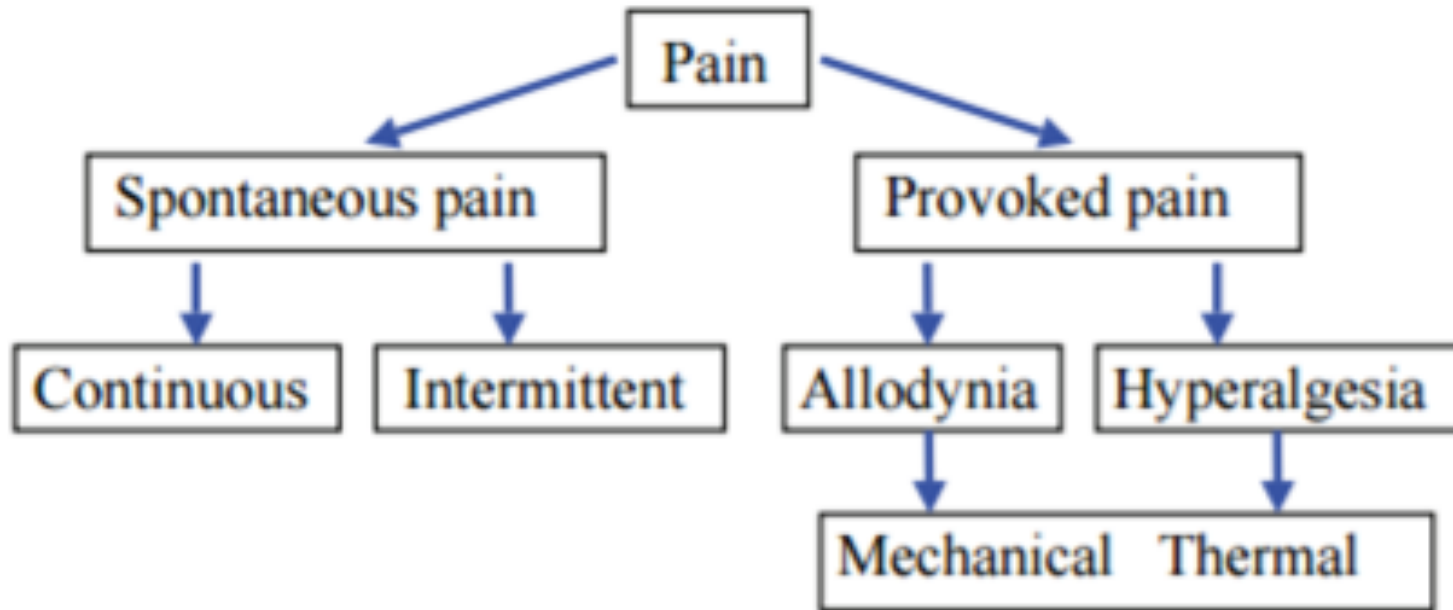 Pain
Spontaneous pain
Provoked pain
Continuous
Intermittent
Allodynia
Hyperalgesia
Mechanical Thermal